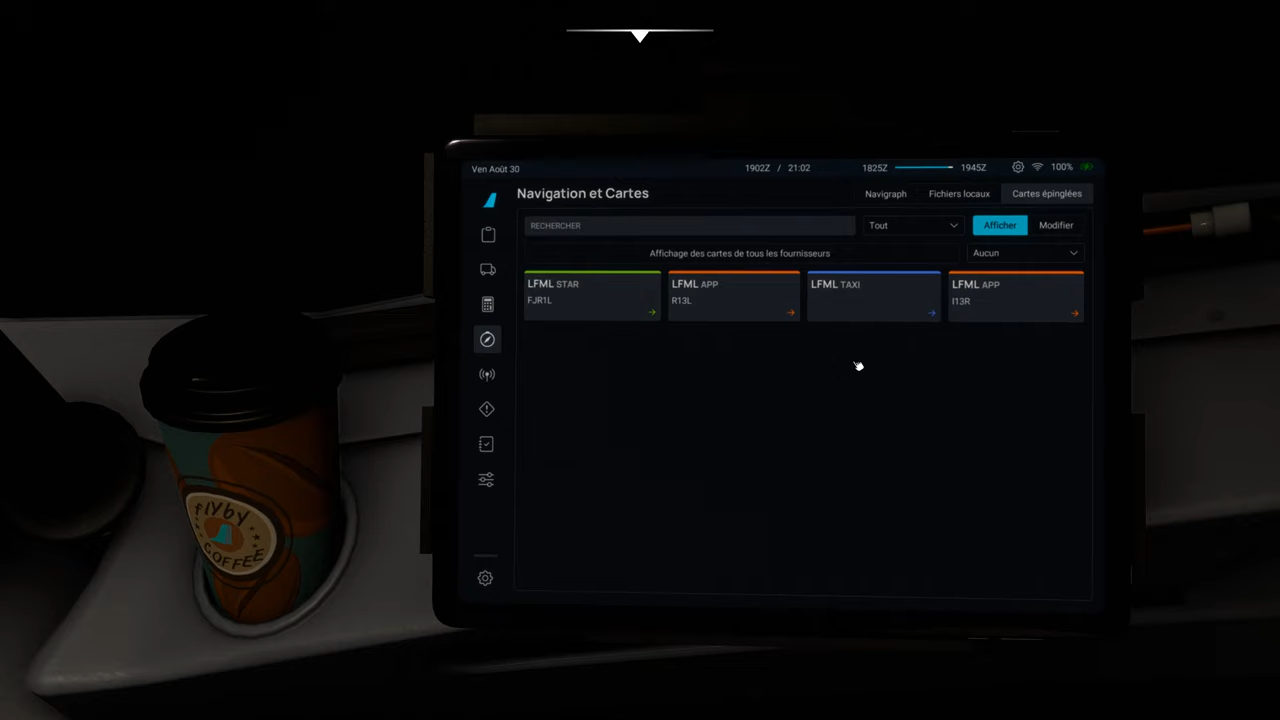 Ven Août 30
1902Z / 21:02
1825Z
1945Z
100%
Navigation et Cartes
Navigraph
Fichiers locaux
Cartes épinglées
RECHERCHER
Tout
Afficher
Modifier
Affichage des cartes de tous les fournisseurs
Aucun
LFML STAR
FJR1L
LFML APP
R13L
LFML TAXI
LFML APP
I13R
flyby
COFFEE